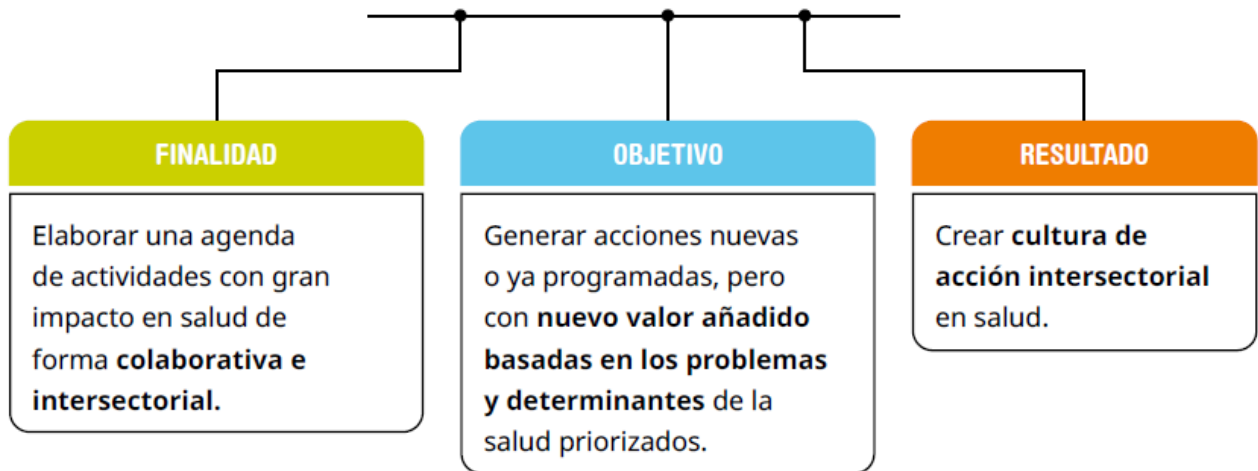 FINALIDAD
Elaborar una agenda
de actividades con gran
impacto en salud de
forma colaborativa e
intersectorial.
OBJETIVO
Generar acciones nuevas
o ya programadas, pero
con nuevo valor añadido
basadas en los problemas
y determinantes de la
salud priorizados.
RESULTADO
Crear cultura de
acción intersectorial
en salud.